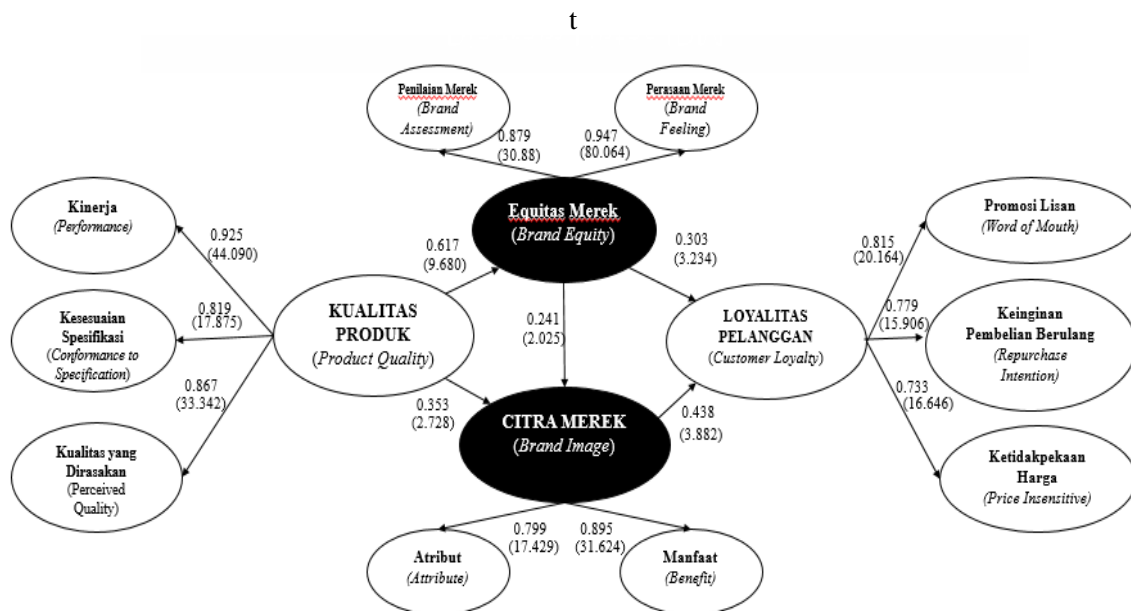 t
Penilaian Merek
(Brand
Assessment)
Perasaan Merek
(Brand
Feeling)
0.879
(30.88)
0.947
(80.064)
Equitas Merek
(Brand Equity)
Kinerja
(Performance)
0.925
(44.090)
Kesesuaian
Spesifikasi
(Conformance to
Specification)
0.819
(17.875)
Kualitas yang
Dirasakan
(Perceived
Quality)
0.867
(33.342)
KUALITAS
PRODUK
(Product Quality)
0.617
(9.680)
0.353
(2.728)
0.241
(2.025)
0.303
(3.234)
0.438
(3.882)
CITRA MEREK
(Brand Image)
LOYALITAS
PELANGGAN
(Customer Loyalty)
0.815
(20.164)
Promosi Lisan
(Word of Mouth)
0.779
(15.906)
Keinginan
Pembelian Berulang
(Repurchase
Intention)
0.733
(16.646)
Ketidakpekaan
Harga
(Price Insensitive)
0.799
(17.429)
0.895
(31.624)
Atribut
(Attribute)
Manfaat
(Benefit)